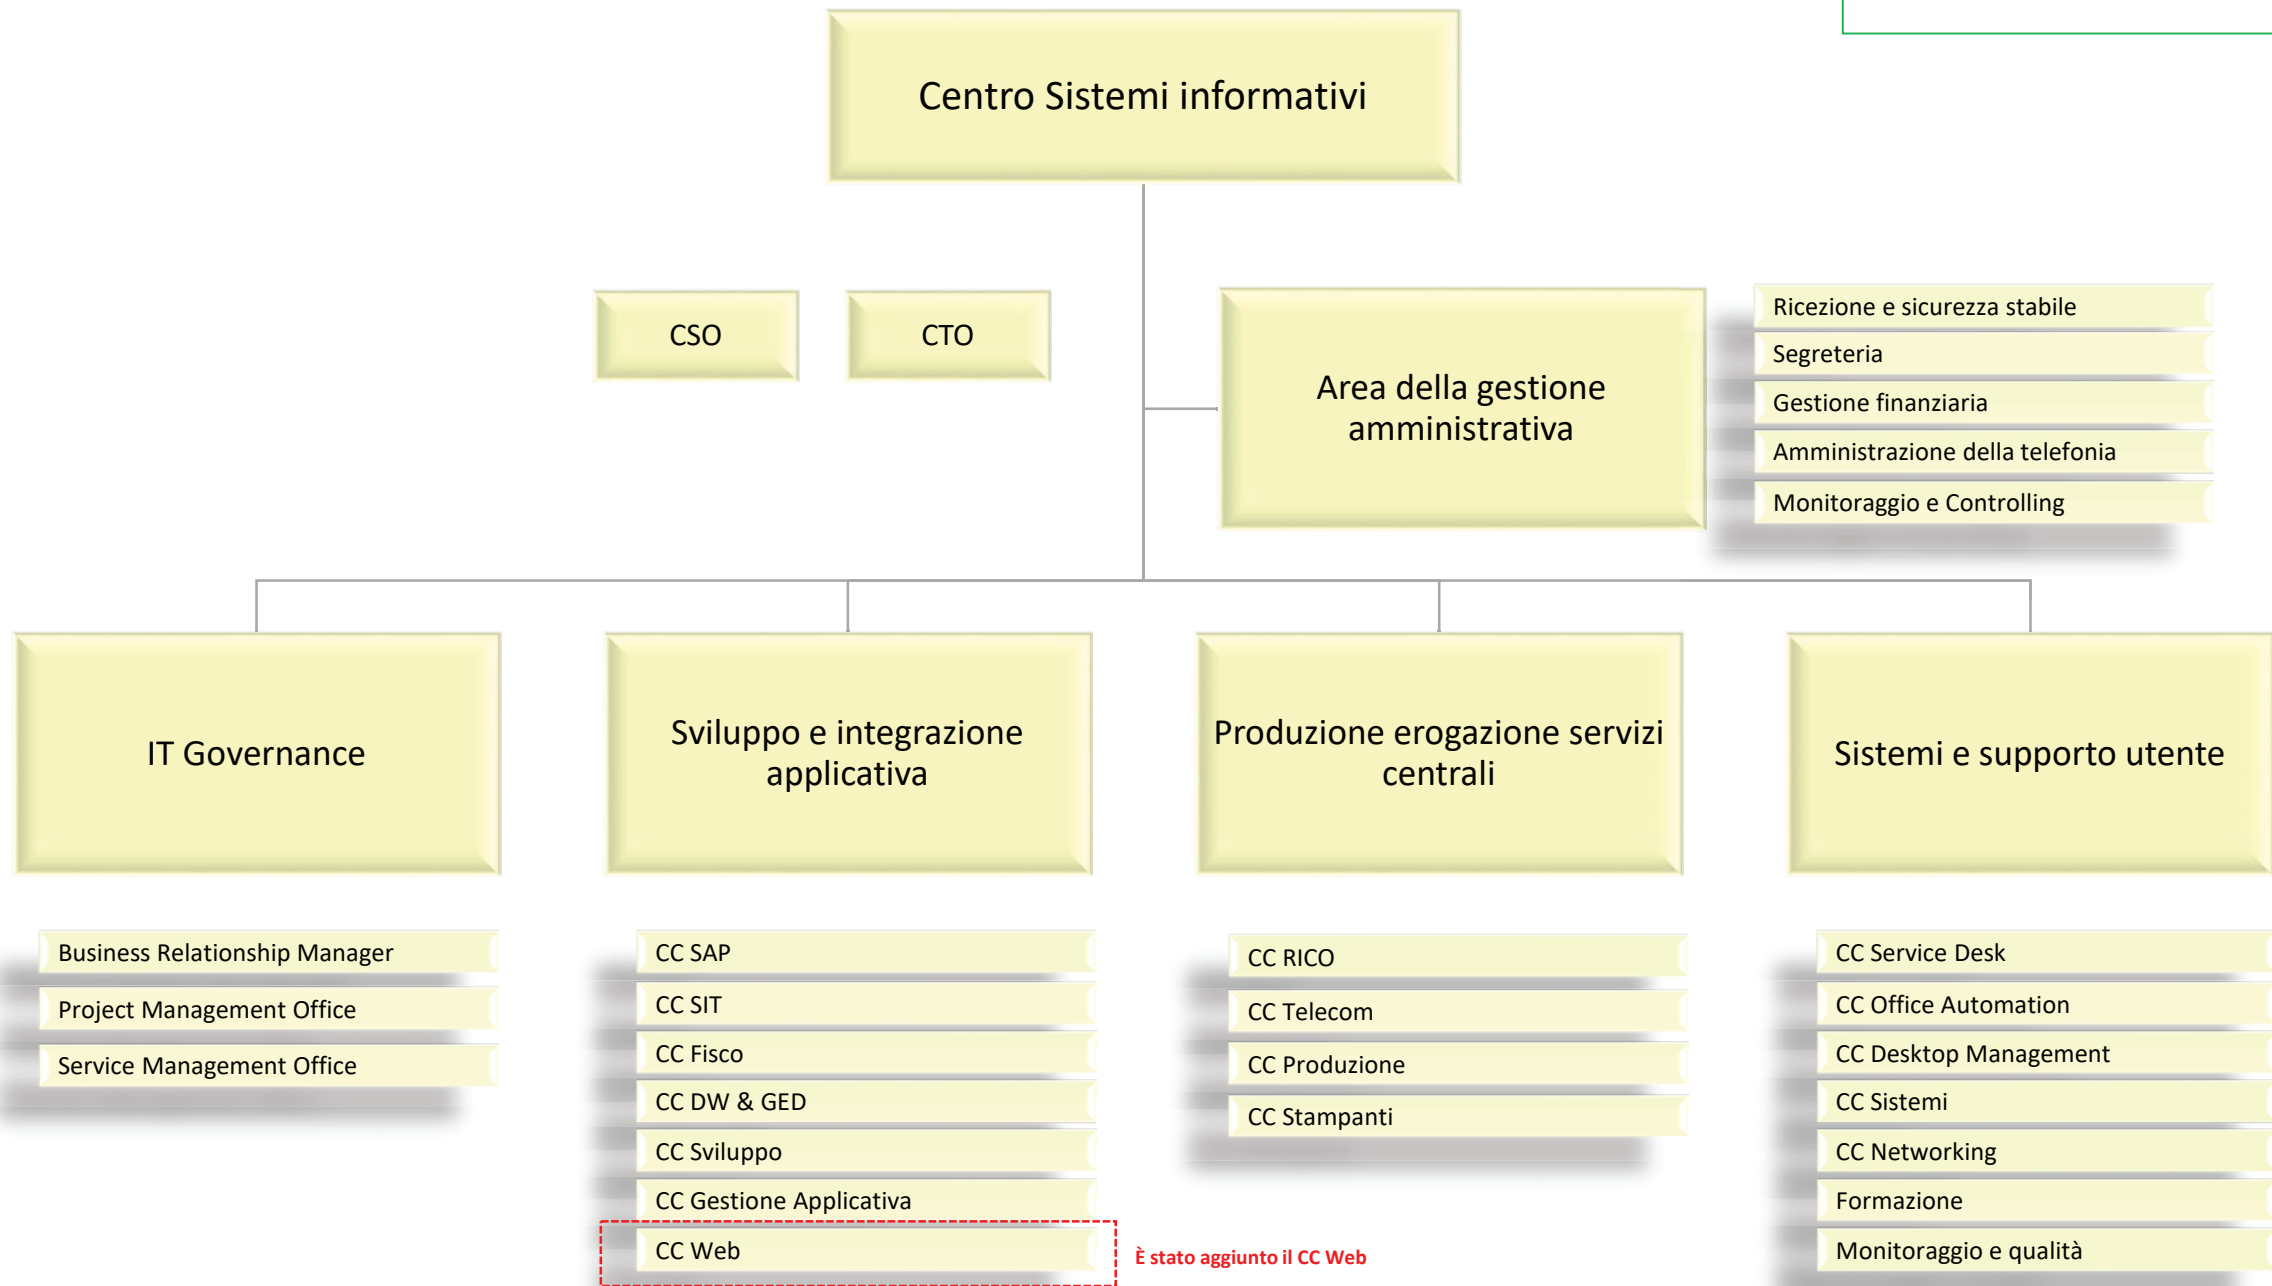 Centro Sistemi informativi
CSO
CTO
Area della gestione
amministrativa
Ricezione e sicurezza stabile
Segreteria
Gestione finanziaria
Amministrazione della telefonia
Monitoraggio e Controlling
IT Governance
Sviluppo e integrazione
applicativa
Produzione erogazione servizi
centrali
Sistemi e supporto utente
Business Relationship Manager
Project Management Office
Service Management Office
CC SAP
CC SIT
CC Fisco
CC DW & GED
CC Sviluppo
CC Gestione Applicativa
CC Web
È stato aggiunto il CC Web
CC RICO
CC Telecom
CC Produzione
CC Stampanti
CC Service Desk
CC Office Automation
CC Desktop Management
CC Sistemi
CC Networking
Formazione
Monitoraggio e qualità